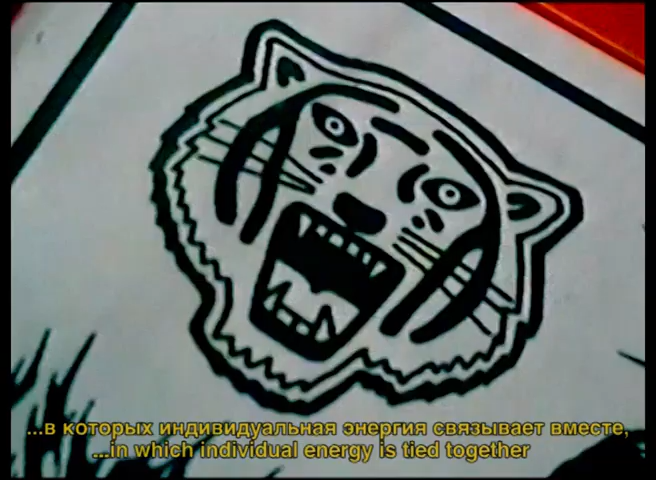 ...в которых индивидуальная энергия связывает вместе,
...in which individual energy is tied together